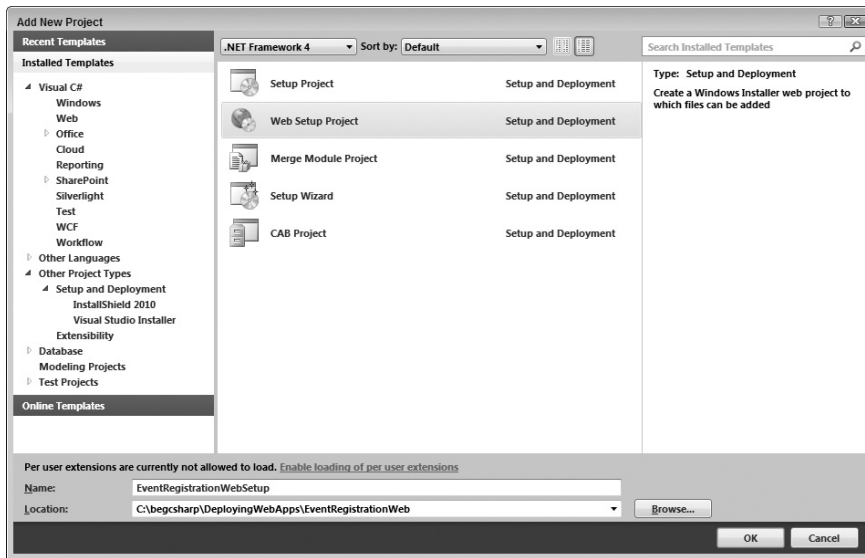 Add New Project
Recent Templates
Installed Templates
Visual C#
Windows
Web
Office
Cloud
Reporting
SharePoint
Silverlight
Test
WCF
Workflow
Other Languages
Other Project Types
Setup and Deployment
InstallShield 2010
Visual Studio Installer
Extensibility
Database
Modeling Projects
Test Projects
Online Templates
.NET Framework 4 Sort by: Default
Setup Project Setup and Deployment
Web Setup Project Setup and Deployment
Merge Module Project Setup and Deployment
Setup Wizard Setup and Deployment
CAB Project Setup and Deployment
Search Installed Templates
Type: Setup and Deployment
Create a Windows Installer web project to
which files can be added
Per user extensions are currently not allowed to load. Enable loading of per user extensions
Name: EventRegistrationWebSetup
Location: C:\begcsharp\DeployingWebApps\EventRegistrationWeb Browse...
OK Cancel